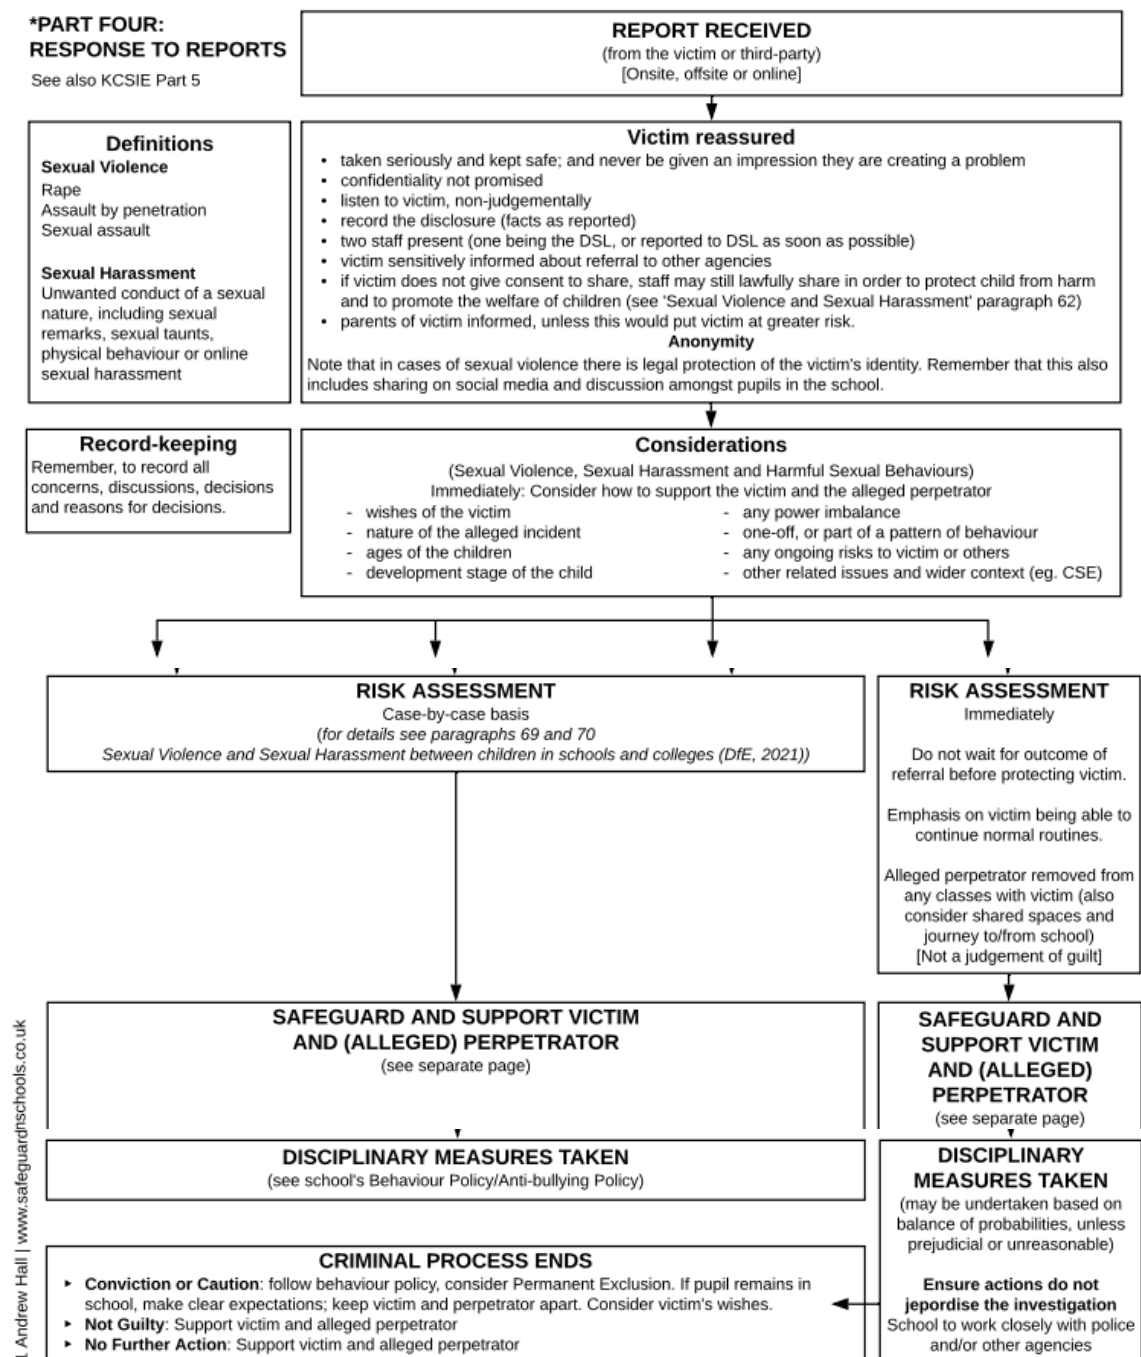 *PART FOUR:
RESPONSE TO REPORTS
See also KCSIE Part 5
REPORT RECEIVED
(from the victim or third-party)
[Onsite, offsite or online]
Definitions
Sexual Violence
Rape
Assault by penetration
Sexual assault
Sexual Harassment
Unwanted conduct of a sexual
nature, including sexual
remarks, sexual taunts,
physical behaviour or online
sexual harassment
Victim reassured
• taken seriously and kept safe; and never be given an impression they are creating a problem
• confidentiality not promised
• listen to victim, non-judgementally
• record the disclosure (facts as reported)
• two staff present (one being the DSL, or reported to DSL as soon as possible)
• victim sensitively informed about referral to other agencies
• if victim does not give consent to share, staff may still lawfully share in order to protect child from harm
and to promote the welfare of children (see 'Sexual Violence and Sexual Harassment' paragraph 62)
• parents of victim informed, unless this would put victim at greater risk.
Anonymity
Note that in cases of sexual violence there is legal protection of the victim's identity. Remember that this also
includes sharing on social media and discussion amongst pupils in the school.
Record-keeping
Remember, to record all
concerns, discussions, decisions
and reasons for decisions.
Considerations
(Sexual Violence, Sexual Harassment and Harmful Sexual Behaviours)
Immediately: Consider how to support the victim and the alleged perpetrator
- wishes of the victim
- nature of the alleged incident
- ages of the children
- development stage of the child
- any power imbalance
- one-off, or part of a pattern of behaviour
- any ongoing risks to victim or others
- other related issues and wider context (eg. CSE)
RISK ASSESSMENT
Case-by-case basis
(for details see paragraphs 69 and 70
Sexual Violence and Sexual Harassment between children in schools and colleges (DfE, 2021))
RISK ASSESSMENT
Immediately
Do not wait for outcome of
referral before protecting victim.
Emphasis on victim being able to
continue normal routines.
Alleged perpetrator removed from
any classes with victim (also
consider shared spaces and
journey to/from school)
[Not a judgement of guilt]
SAFEGUARD AND SUPPORT VICTIM
AND (ALLEGED) PERPETRATOR
(see separate page)
SAFEGUARD AND
SUPPORT VICTIM
AND (ALLEGED)
PERPETRATOR
(see separate page)
DISCIPLINARY MEASURES TAKEN
(see school's Behaviour Policy/Anti-bullying Policy)
DISCIPLINARY
MEASURES TAKEN
(may be undertaken based on
balance of probabilities, unless
prejudicial or unreasonable)
Ensure actions do not
jepordise the investigation
School to work closely with police
and/or other agencies
CRIMINAL PROCESS ENDS
▸ Conviction or Caution: follow behaviour policy, consider Permanent Exclusion. If pupil remains in
school, make clear expectations; keep victim and perpetrator apart. Consider victim's wishes.
▸ Not Guilty: Support victim and alleged perpetrator
▸ No Further Action: Support victim and alleged perpetrator
1 Andrew Hall | www.safeguardnschools.co.uk